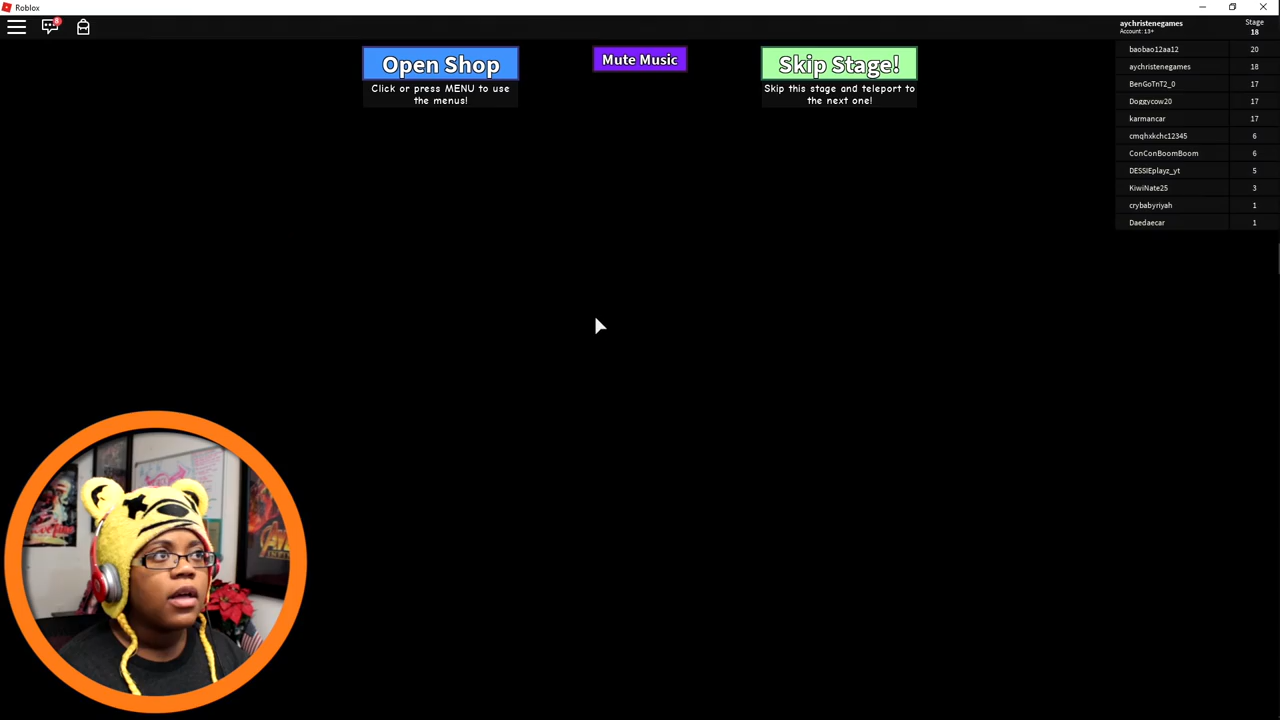 Roblox
8
Open Shop
Click or press MENU to use
the menus!
Mute Music
Skip Stage!
Skip this stage and teleport to
the next one!
aychristenegames
Account: 13+
Stage
18
baobao12aa12 20
aychristenegames 18
BenGoTnT2_0 17
Doggycow20 17
karmancar 17
cmqhxkchc12345 6
ConConBoomBoom 6
DESSIEplayz_yt 5
KiwiNate25 3
crybabyriyah 1
Daedaecar 1